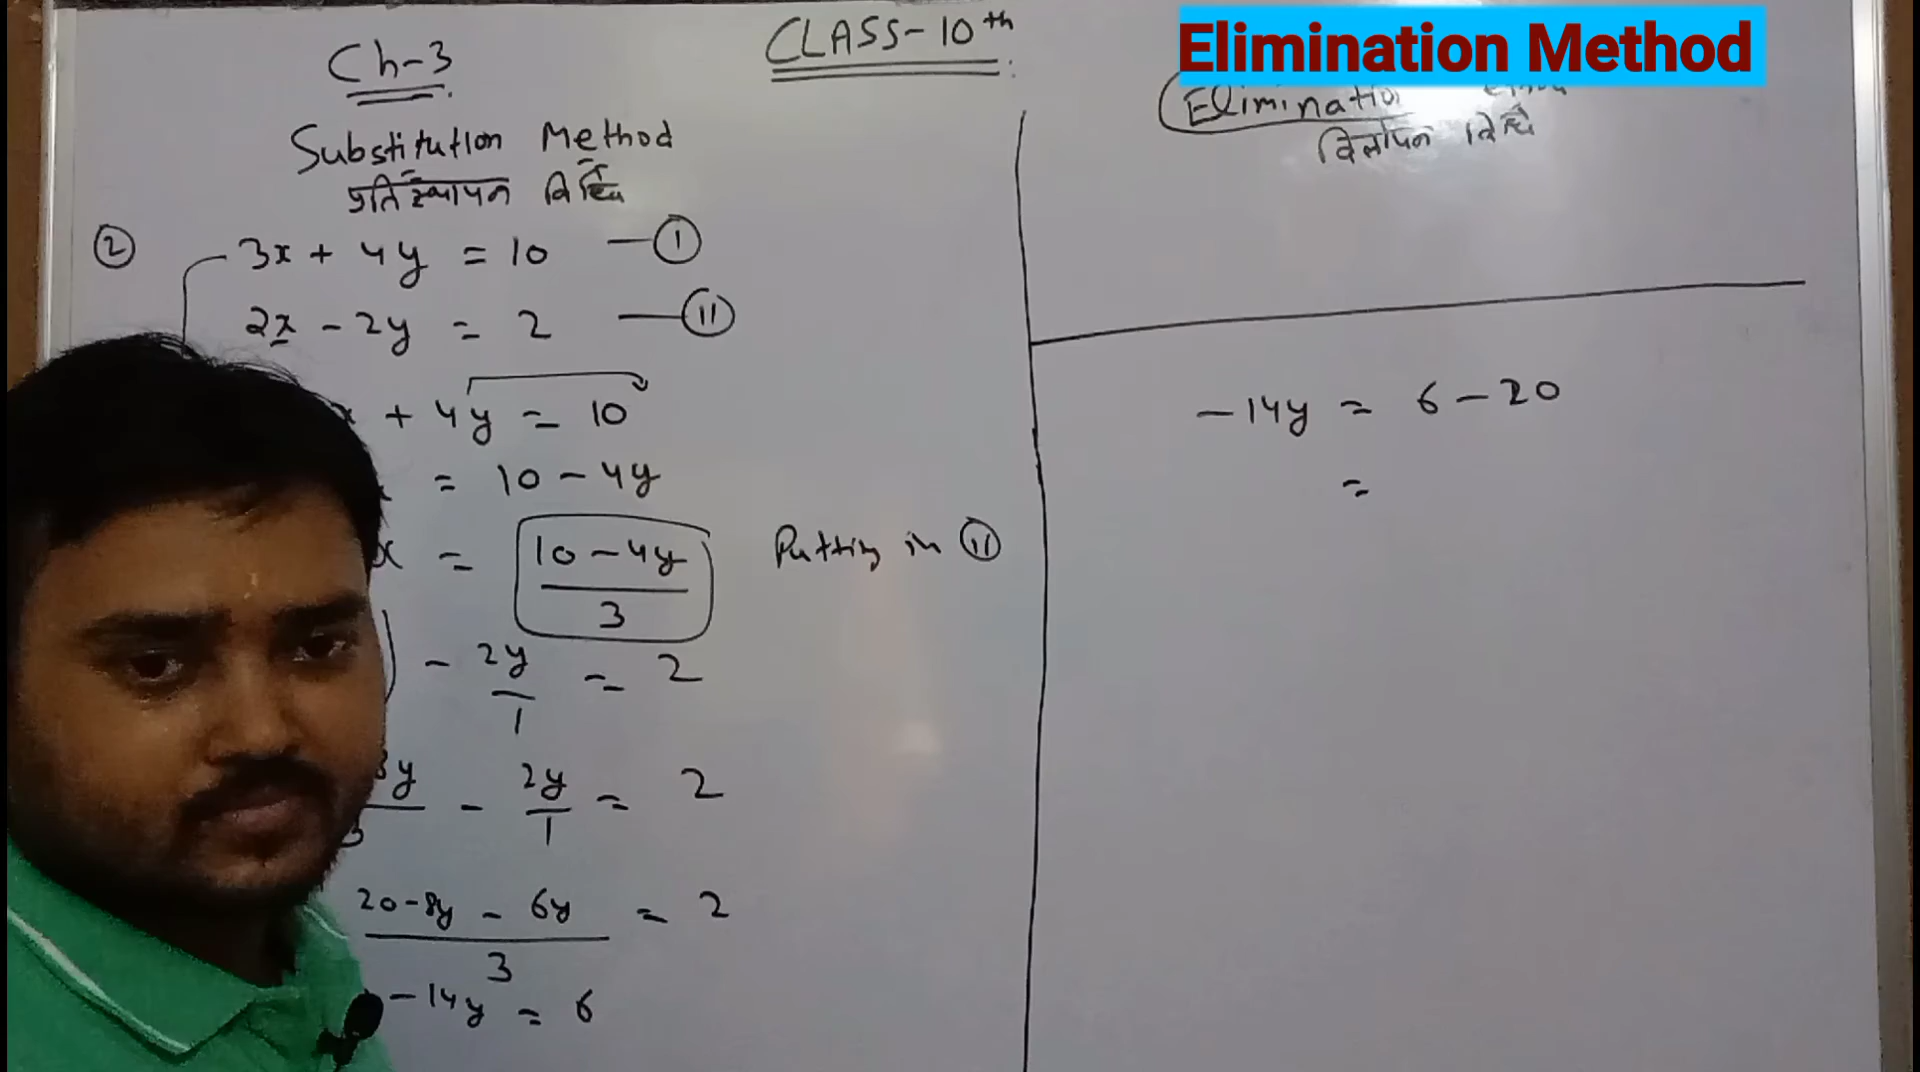 CLASS-10th
Elimination Method
Ch-3
Substitution Method
प्रतिस्थापन विधि
Elimination
विलोपन विधि
② 3x + 4y = 10 — Ⓘ
2x - 2y = 2 — ⑪
+ 4y = 10
= 10 - 4y
x = 10 - 4y / 3 Putting in ⑪
) - 2y/1 = 2
8y/3 - 2y/1 = 2
20-8y - 6y / 3 = 2
-14y = 6
-14y = 6 - 20
=